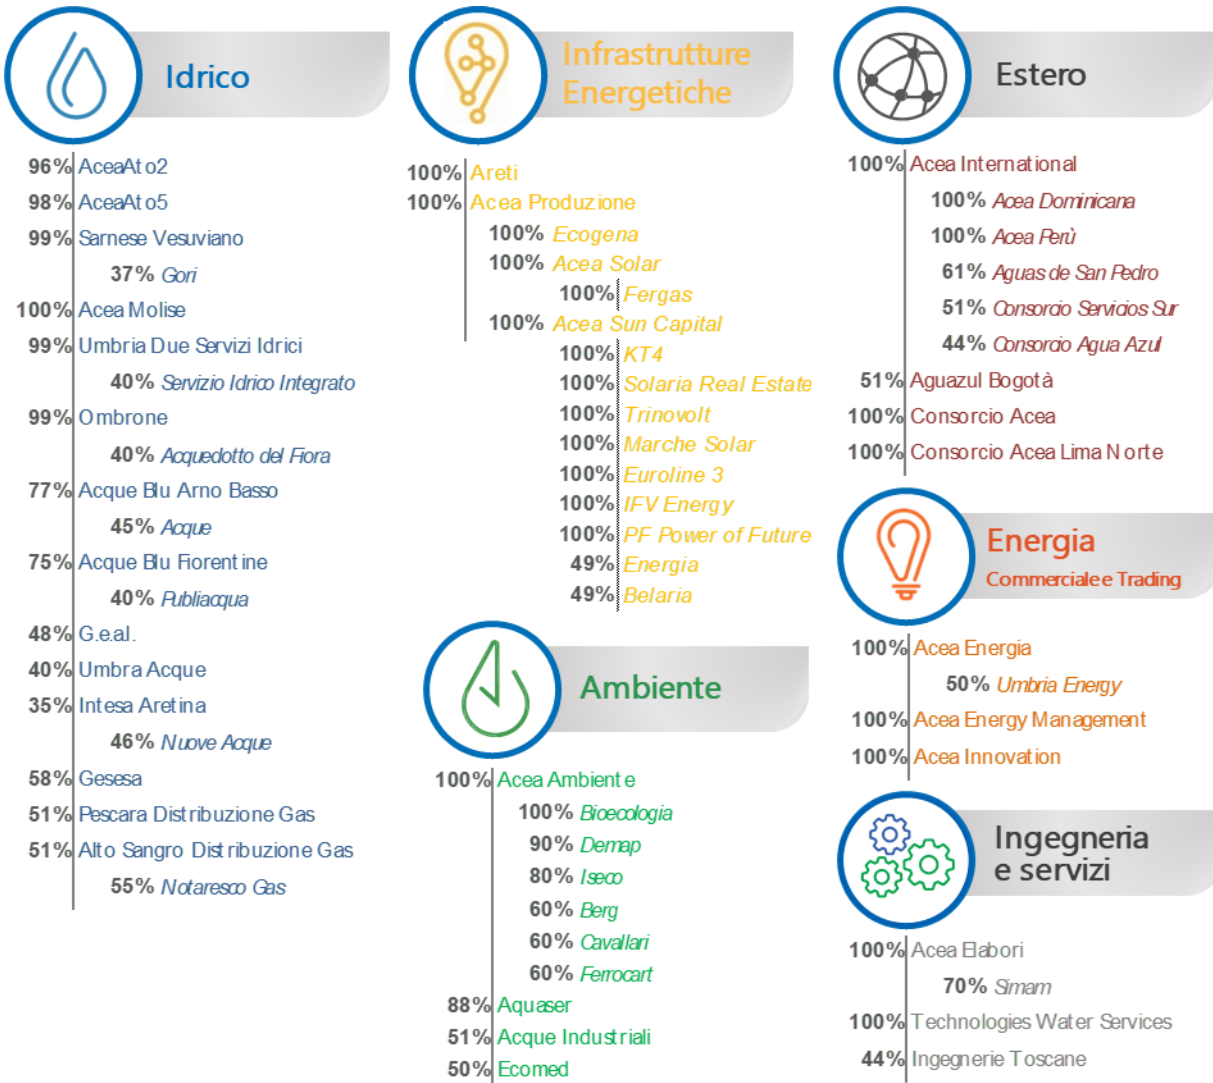 Idrico
96% AceaAto2
98% AceaAto5
99% Sarnese Vesuviano
37% Gori
100% Acea Molise
99% Umbria Due Servizi Idrici
40% Servizio Idrico Integrato
99% Ombrone
40% Acquedotto del Fiora
77% Acque Blu Arno Basso
45% Acque
75% Acque Blu Fiorentine
40% Publiacqua
48% G.e.al.
40% Umbra Acque
35% Intesa Aretina
46% Nuove Acque
58% Gesesa
51% Pescara Distribuzione Gas
51% Alto Sangro Distribuzione Gas
55% Notaresco Gas
Infrastrutture
Energetiche
100% Areti
100% Acea Produzione
100% Ecogena
100% Acea Solar
100% Fergas
100% Acea Sun Capital
100% KT4
100% Solaria Real Estate
100% Trinovolt
100% Marche Solar
100% Euroline 3
100% IFV Energy
100% PF Power of Future
49% Energia
49% Belaria
Ambiente
100% Acea Ambiente
100% Bioecologia
90% Demap
80% Iseco
60% Berg
60% Cavallari
60% Ferrocart
88% Aquaser
51% Acque Industriali
50% Ecomed
Estero
100% Acea International
100% Acea Dominicana
100% Acea Perù
61% Aguas de San Pedro
51% Consorcio Servicios Sur
44% Consorcio Agua Azul
51% Aguazul Bogotà
100% Consorcio Acea
100% Consorcio Acea Lima Norte
Energia
Commerciale e Trading
100% Acea Energia
50% Umbria Energy
100% Acea Energy Management
100% Acea Innovation
Ingegneria
e servizi
100% Acea Elabori
70% Simam
100% Technologies Water Services
44% Ingegnerie Toscane